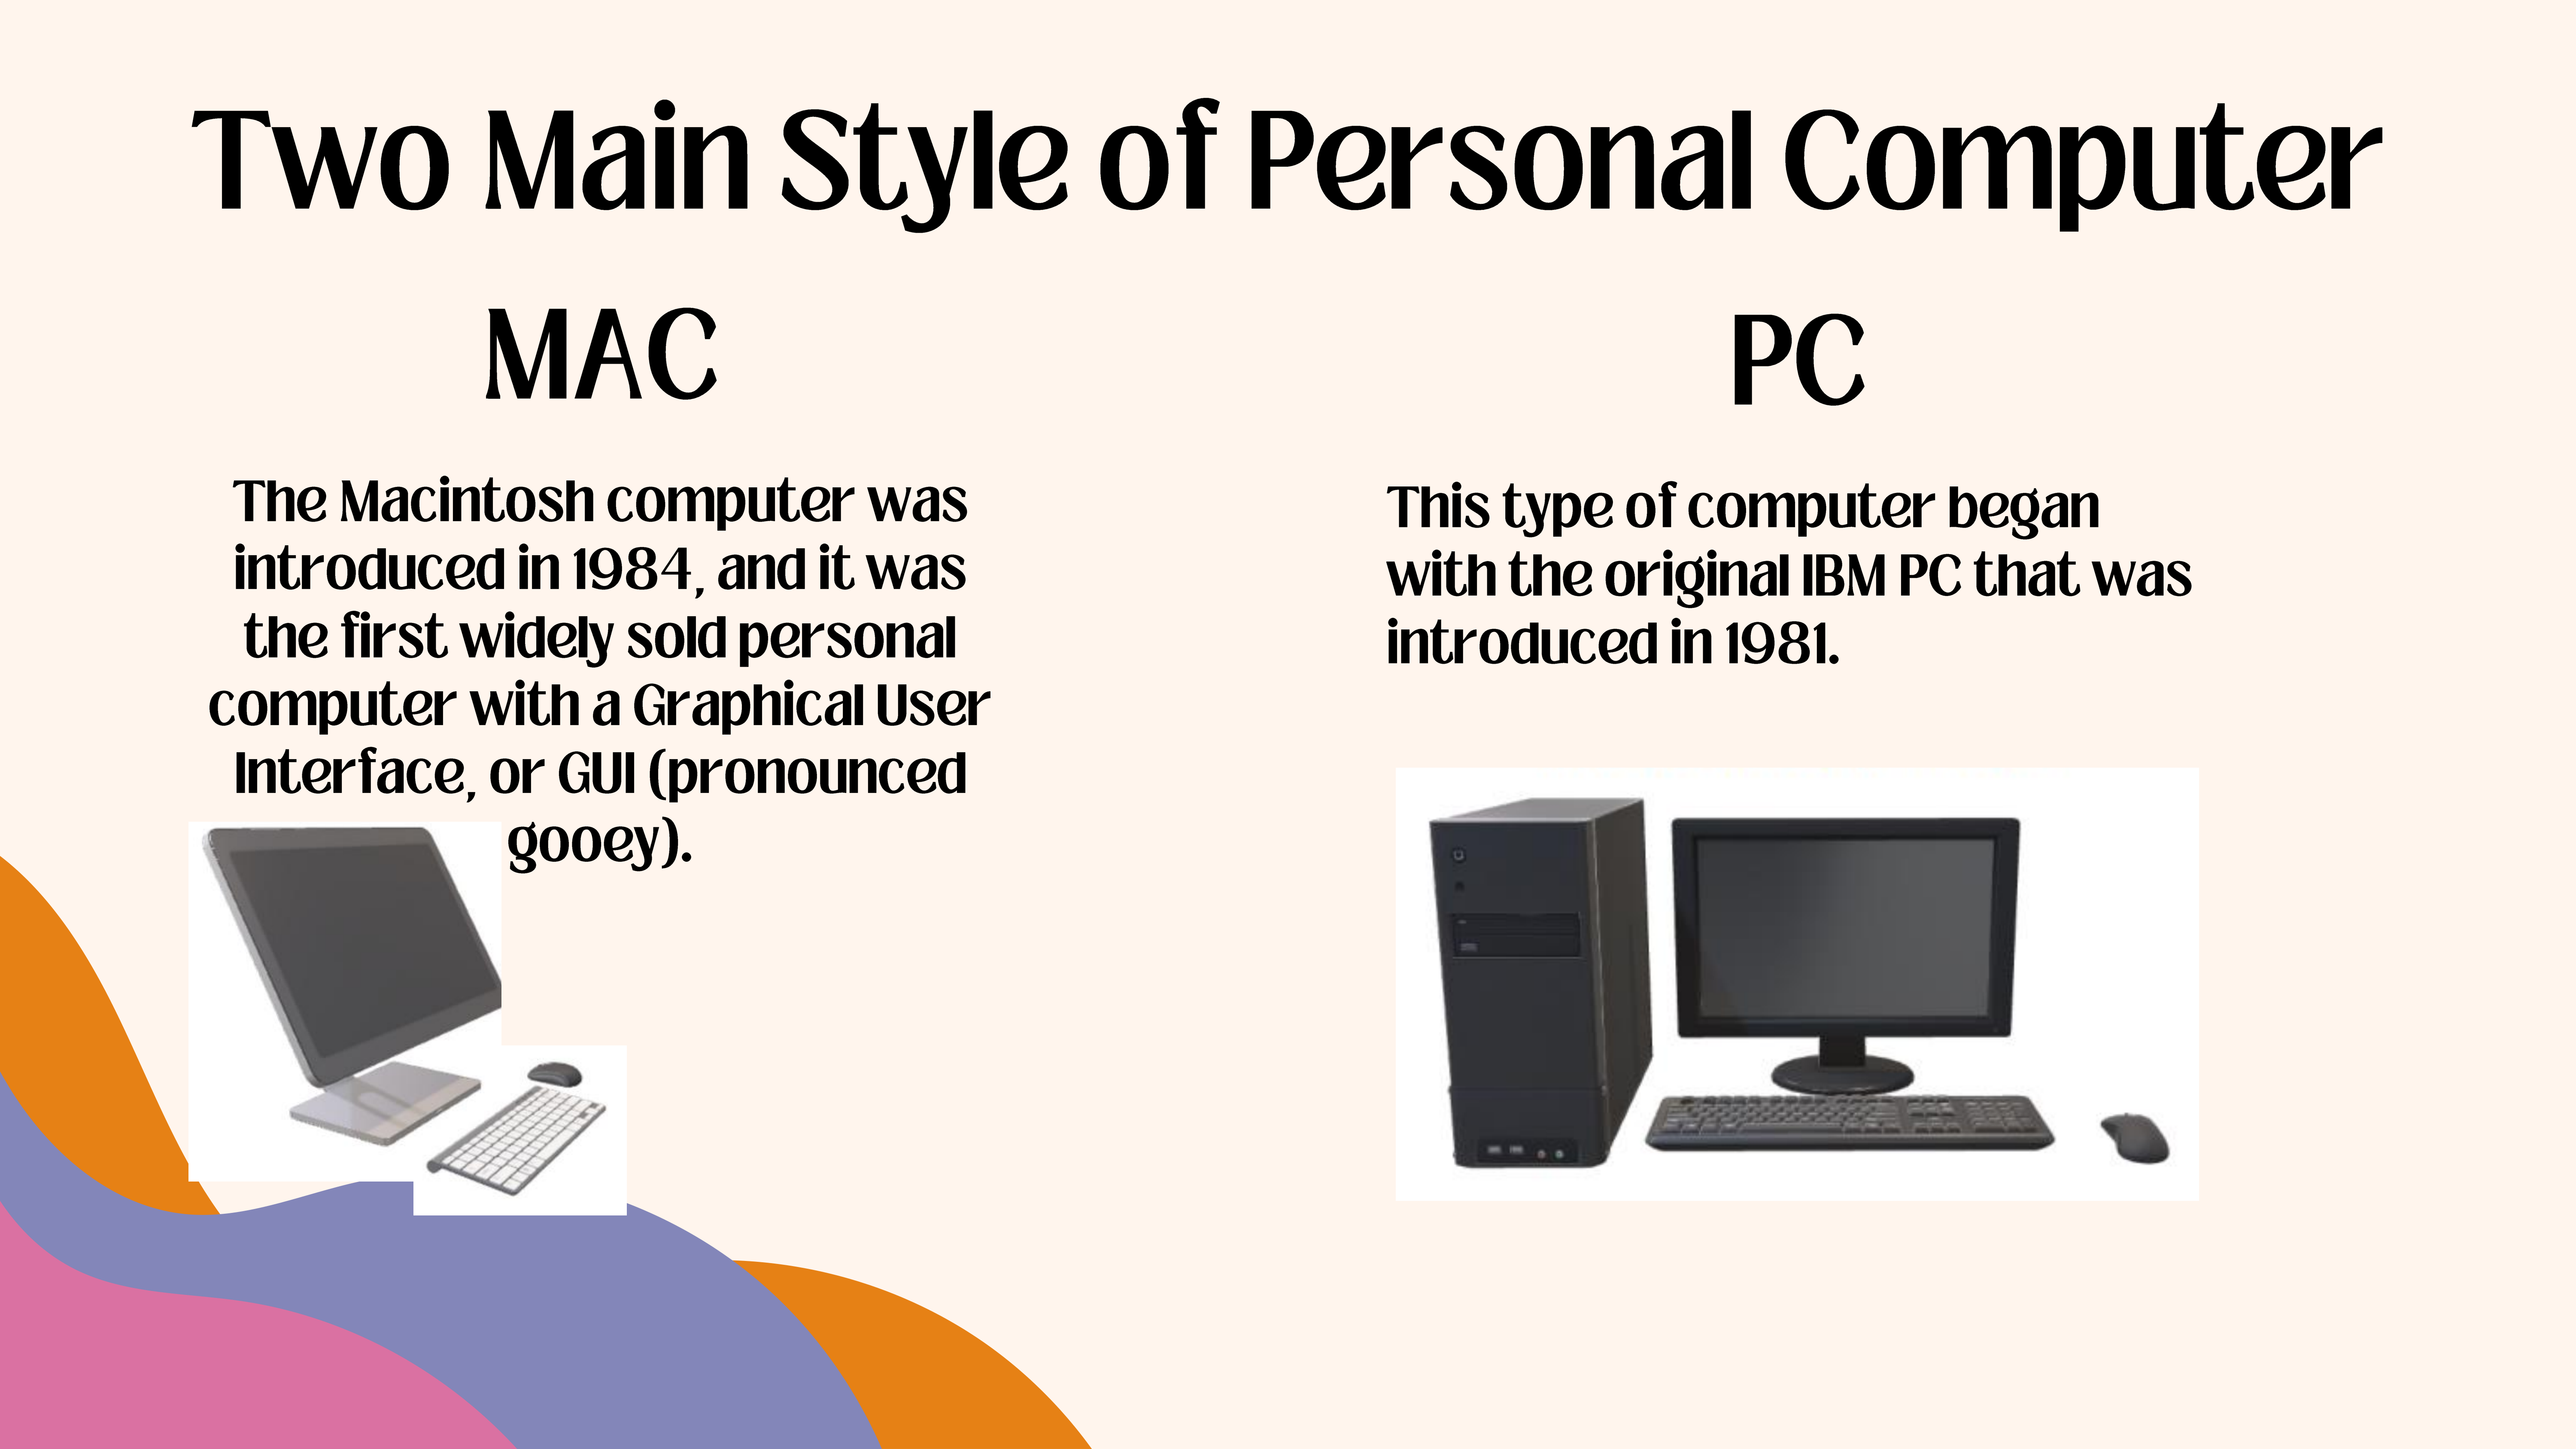 Two Main Style of Personal Computer
MAC
The Macintosh computer was
introduced in 1984, and it was
the first widely sold personal
computer with a Graphical User
Interface, or GUI (pronounced
gooey).
PC
This type of computer began
with the original IBM PC that was
introduced in 1981.